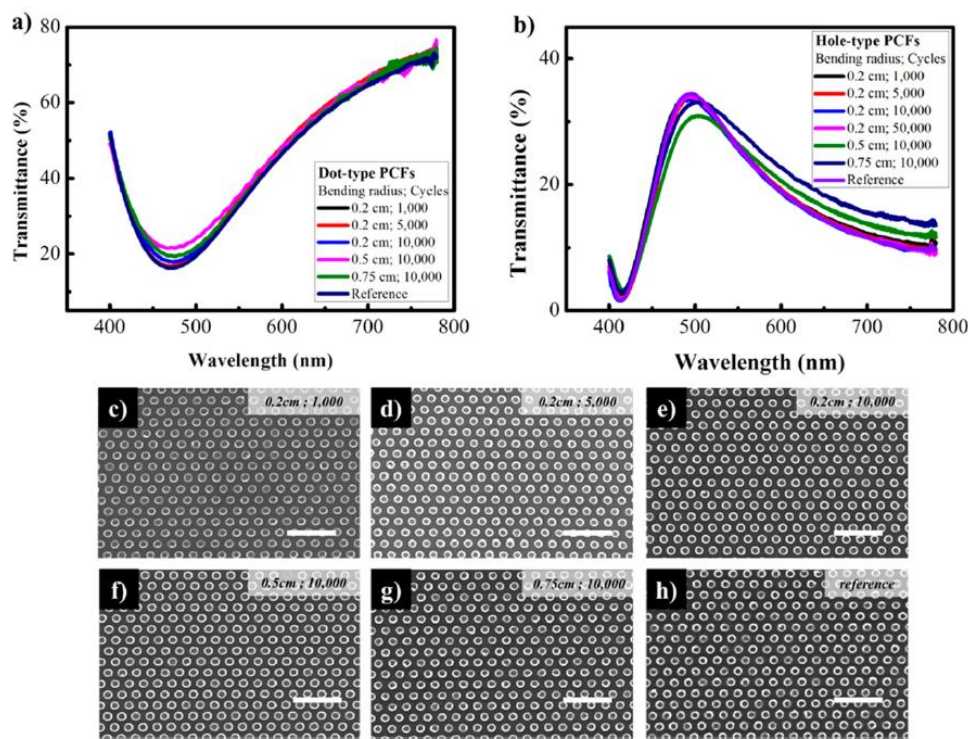 a)
80
60
40
20
Transmittance (%)
Dot-type PCFs
Bending radius; Cycles
0.2 cm; 1,000
0.2 cm; 5,000
0.2 cm; 10,000
0.5 cm; 10,000
0.75 cm; 10,000
Reference
400 500 600 700 800
Wavelength (nm)
b)
40
20
0
Transmittance (%)
Hole-type PCFs
Bending radius; Cycles
0.2 cm; 1,000
0.2 cm; 5,000
0.2 cm; 10,000
0.2 cm; 50,000
0.5 cm; 10,000
0.75 cm; 10,000
Reference
400 500 600 700 800
Wavelength (nm)
c) 0.2cm ; 1,000
d) 0.2cm ; 5,000
e) 0.2cm ; 10,000
f) 0.5cm ; 10,000
g) 0.75cm ; 10,000
h) reference